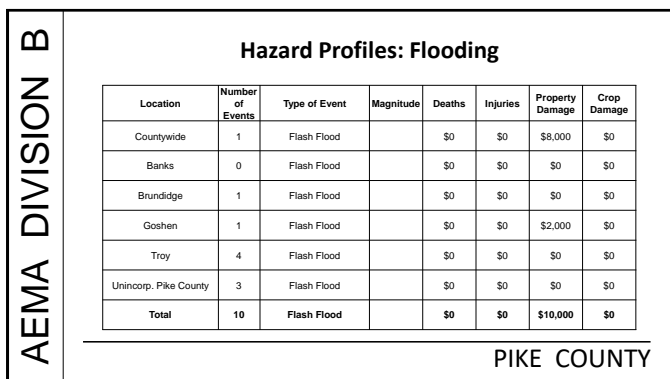 AEMA DIVISION B
Hazard Profiles: Flooding
Location Number of Events Type of Event Magnitude Deaths Injuries Property Damage Crop Damage
Countywide 1 Flash Flood $0 $0 $8,000 $0
Banks 0 Flash Flood $0 $0 $0 $0
Brundidge 1 Flash Flood $0 $0 $0 $0
Goshen 1 Flash Flood $0 $0 $2,000 $0
Troy 4 Flash Flood $0 $0 $0 $0
Unincorp. Pike County 3 Flash Flood $0 $0 $0 $0
Total 10 Flash Flood $0 $0 $10,000 $0
PIKE COUNTY